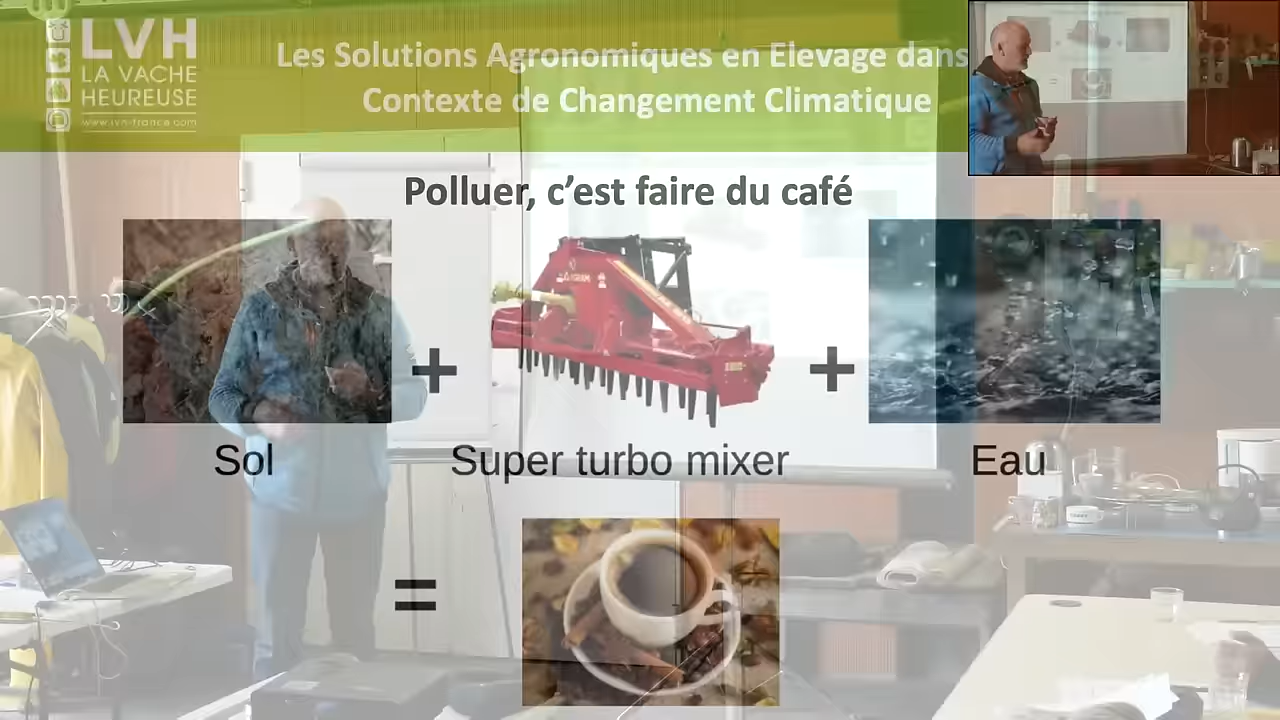 LVH
LA VACHE
HEUREUSE
www.lvh-france.com
Les Solutions Agronomiques en Elevage dans
Contexte de Changement Climatique
Polluer, c'est faire du café
+
+
Sol
Super turbo mixer
Eau
=